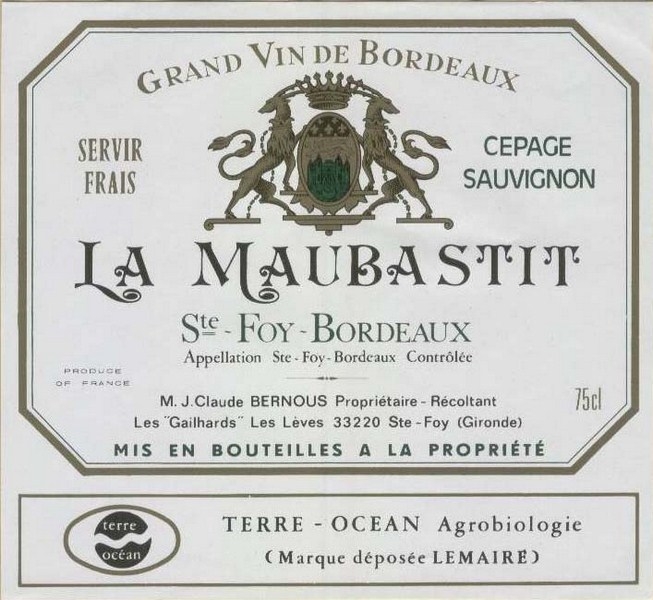 GRAND VIN DE BORDEAUX
SERVIR
FRAIS
CEPAGE
SAUVIGNON
LA MAUBASTIT
Ste - FOY - BORDEAUX
Appellation Ste - Foy - Bordeaux Contrôlée
PRODUCE
OF FRANCE
M. J. Claude BERNOUS Propriétaire - Récoltant
75cl
Les "Gailhards" Les Lèves 33220 Ste - Foy (Gironde)
MIS EN BOUTEILLES A LA PROPRIÉTÉ
terre
océan
TERRE - OCEAN Agrobiologie
(Marque déposée LEMAIRE)